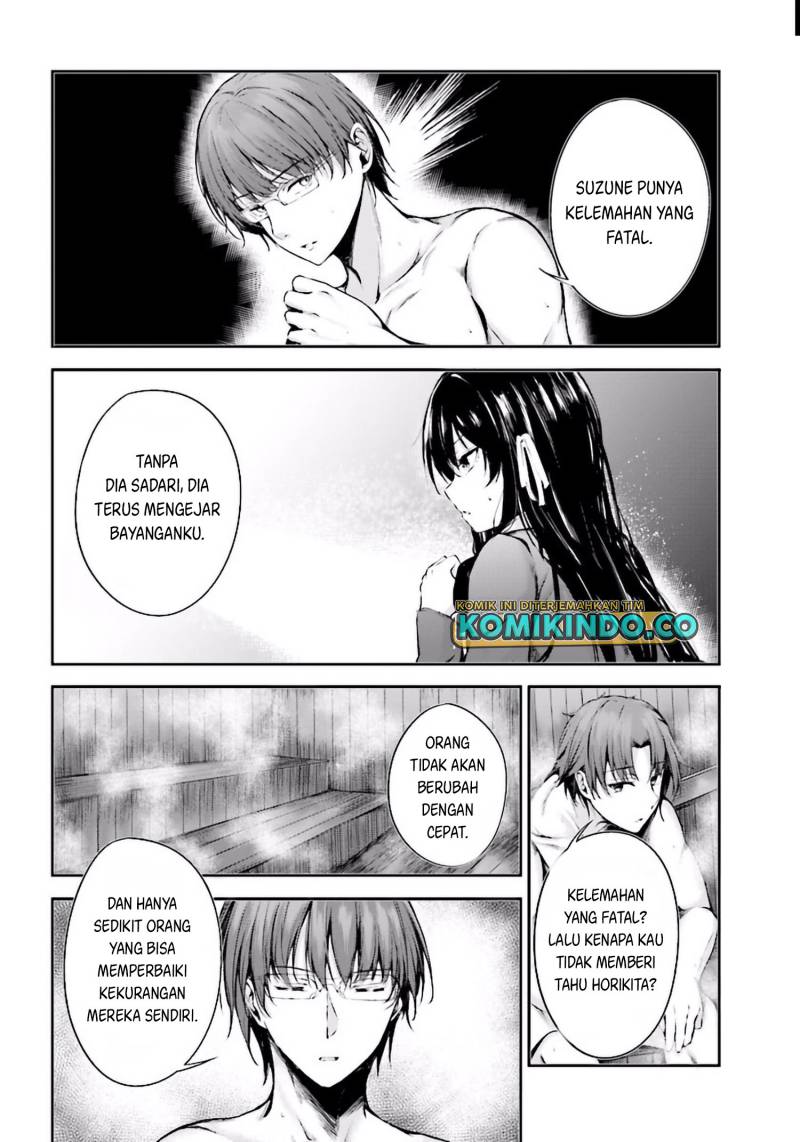 SUZUNE PUNYA
KELEMAHAN YANG
FATAL.
TANPA
DIA SADARI, DIA
TERUS MENGEJAR
BAYANGANKU.
KOMIK INI DITERJEMAHKAN TIM
KOMIKINDO.CO
ORANG
TIDAK AKAN
BERUBAH
DENGAN
CEPAT.
KELEMAHAN
YANG FATAL?
LALU KENAPA KAU
TIDAK MEMBERI
TAHU HORIKITA?
DAN HANYA
SEDIKIT ORANG
YANG BISA
MEMPERBAIKI
KEKURANGAN
MEREKA SENDIRI.